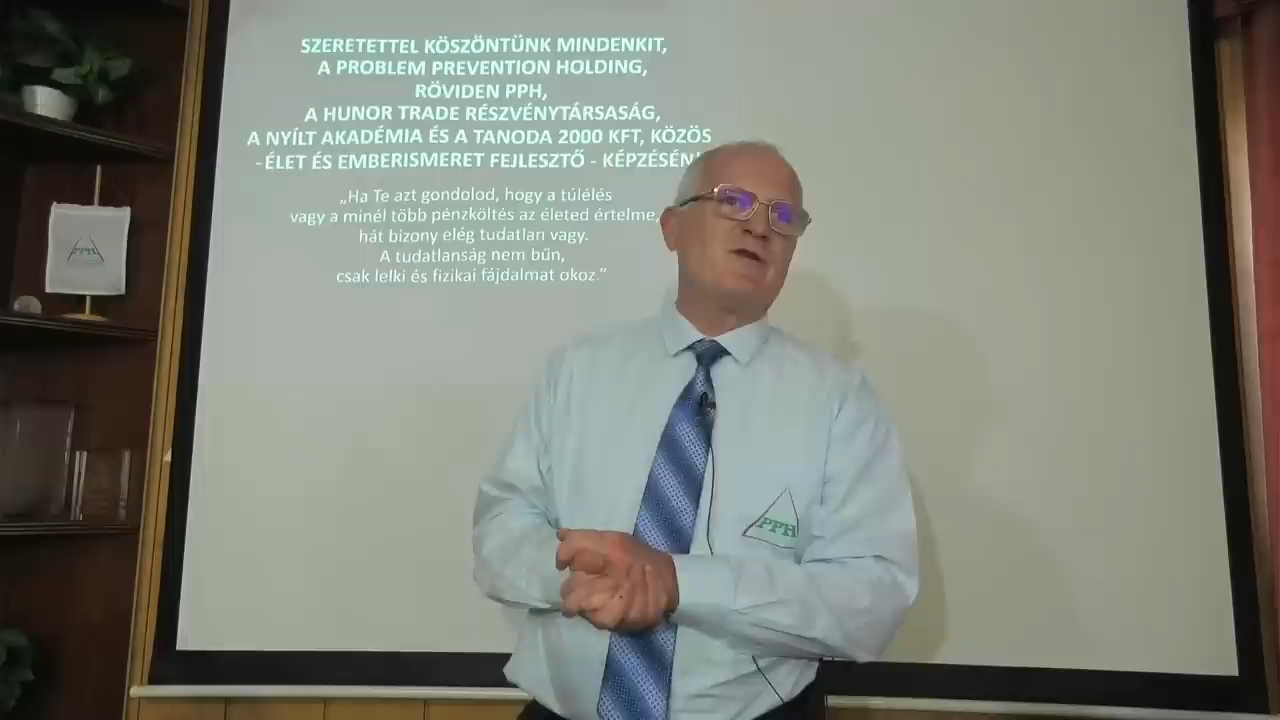 SZERETETTEL KÖSZÖNTÜNK MINDENKIT,
A PROBLEM PREVENTION HOLDING,
RÖVIDEN PPH,
A HUNOR TRADE RÉSZVÉNYTÁRSASÁG,
A NYÍLT AKADÉMIA ÉS A TANODA 2000 KFT, KÖZÖS
- ÉLET ÉS EMBERISMERET FEJLESZTŐ - KÉPZÉSÉN!
„Ha Te azt gondolod, hogy a túlélés
vagy a minél több pénzköltés az életed értelme,
hát bizony elég tudatlan vagy.
A tudatlanság nem bűn,
csak lelki és fizikai fájdalmat okoz.”
PPH
PPH